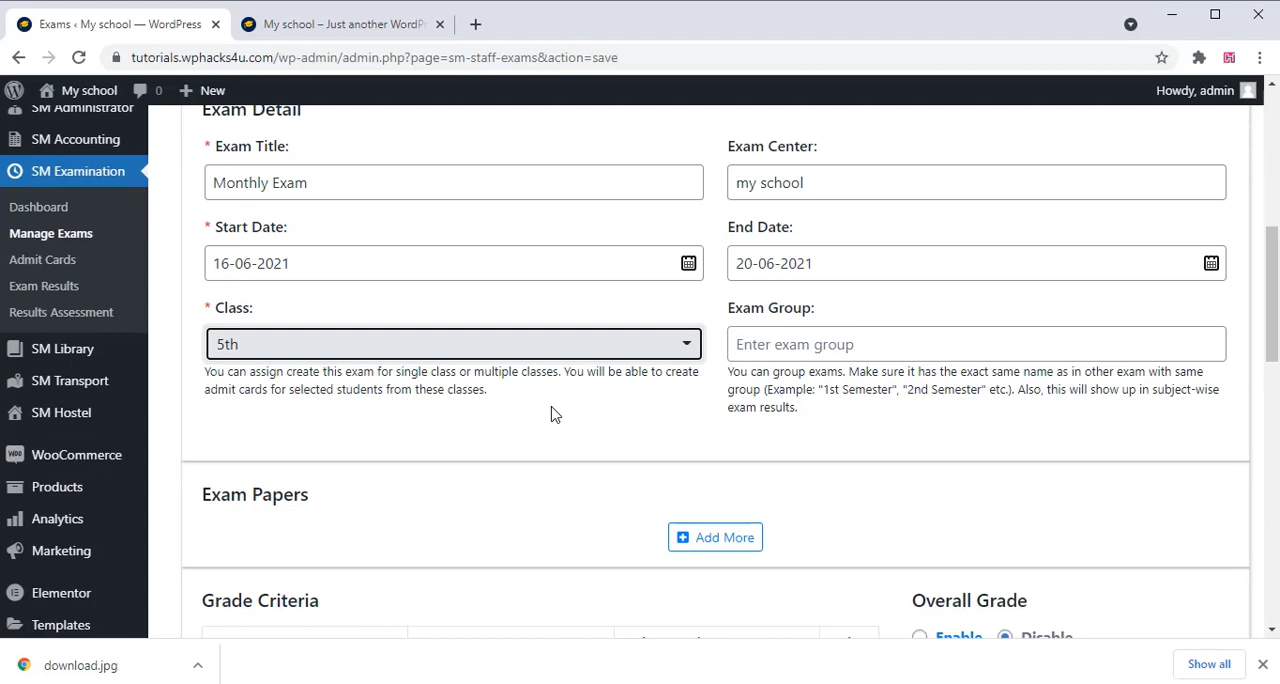 Exams ‹ My school — WordPress
My school – Just another WordP
tutorials.wphacks4u.com/wp-admin/admin.php?page=sm-staff-exams&action=save
My school
0
New
Howdy, admin
SM Administrator
SM Accounting
SM Examination
Dashboard
Manage Exams
Admit Cards
Exam Results
Results Assessment
SM Library
SM Transport
SM Hostel
WooCommerce
Products
Analytics
Marketing
Elementor
Templates
Exam Detail
* Exam Title:
Exam Center:
Monthly Exam
my school
* Start Date:
End Date:
16-06-2021
20-06-2021
* Class:
Exam Group:
5th
Enter exam group
You can assign create this exam for single class or multiple classes. You will be able to create
admit cards for selected students from these classes.
You can group exams. Make sure it has the exact same name as in other exam with same
group (Example: "1st Semester", "2nd Semester" etc.). Also, this will show up in subject-wise
exam results.
Exam Papers
Add More
Grade Criteria
Overall Grade
Enable
Disable
download.jpg
Show all